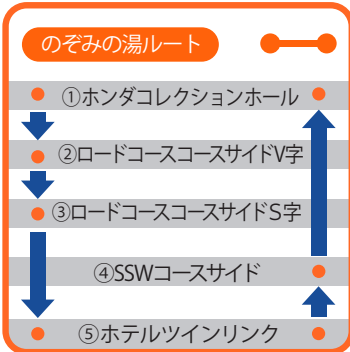 のぞみの湯ルート
①ホンダコレクションホール
②ロードコースコースサイドV字
③ロードコースコースサイドS字
④SSWコースサイド
⑤ホテルツインリンク